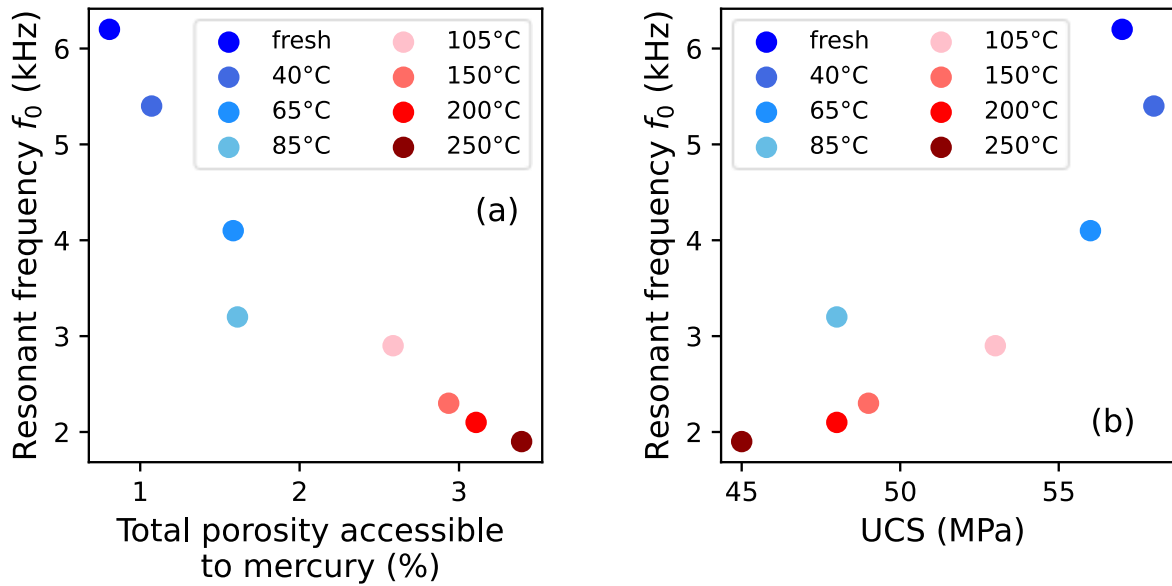 Resonant frequency f_0 (kHz)
6
5
4
3
2
fresh
40°C
65°C
85°C
105°C
150°C
200°C
250°C
(a)
1
2
3
Total porosity accessible
to mercury (%)
Resonant frequency f_0 (kHz)
6
5
4
3
2
fresh
40°C
65°C
85°C
105°C
150°C
200°C
250°C
(b)
45
50
55
UCS (MPa)